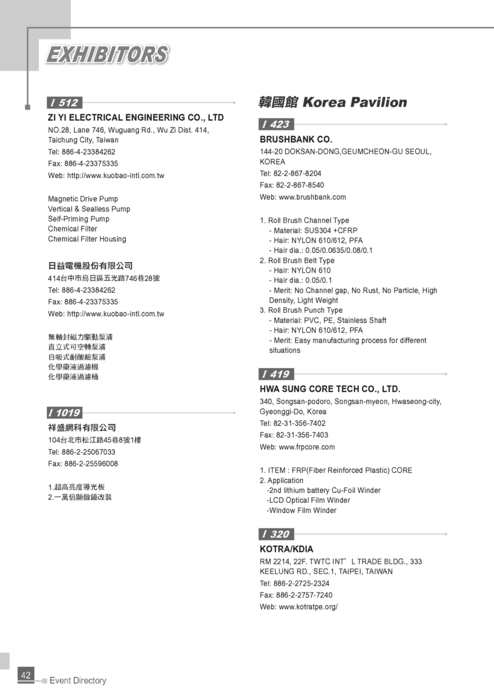 EXHIBITORS
I 512
ZI YI ELECTRICAL ENGINEERING CO., LTD
NO.28, Lane 746, Wuguang Rd., Wu Zi Dist. 414,
Taichung City, Taiwan
Tel: 886-4-23384262
Fax: 886-4-23375335
Web: http://www.kuobao-intl.com.tw
Magnetic Drive Pump
Vertical & Sealless Pump
Self-Priming Pump
Chemical Filter
Chemical Filter Housing
日益電機股份有限公司
414台中市烏日區五光路746巷28號
Tel: 886-4-23384262
Fax: 886-4-23375335
Web: http://www.kuobao-intl.com.tw
無軸封磁力驅動泵浦
直立式可空轉泵浦
自吸式耐酸鹼泵浦
化學藥液過濾機
化學藥液過濾桶
I 1019
祥盛網科有限公司
104台北市松江路45巷8號1樓
Tel: 886-2-25067033
Fax: 886-2-25596008
1.超高亮度導光板
2.一萬倍顯微鏡改裝
韓國館 Korea Pavilion
I 423
BRUSHBANK CO.
144-20 DOKSAN-DONG,GEUMCHEON-GU SEOUL,
KOREA
Tel: 82-2-867-8204
Fax: 82-2-867-8540
Web: www.brushbank.com
1. Roll Brush Channel Type
- Material: SUS304 +CFRP
- Hair: NYLON 610/612, PFA
- Hair dia.: 0.05/0.0635/0.08/0.1
2. Roll Brush Belt Type
- Hair: NYLON 610
- Hair dia.: 0.05/0.1
- Merit: No Channel gap, No Rust, No Particle, High
Density, Light Weight
3. Roll Brush Punch Type
- Material: PVC, PE, Stainless Shaft
- Hair: NYLON 610/612, PFA
- Merit: Easy manufacturing process for different
situations
I 419
HWA SUNG CORE TECH CO., LTD.
340, Songsan-podoro, Songsan-myeon, Hwaseong-city,
Gyeonggi-Do, Korea
Tel: 82-31-356-7402
Fax: 82-31-356-7403
Web: www.frpcore.com
1. ITEM : FRP(Fiber Reinforced Plastic) CORE
2. Application
-2nd lithium battery Cu-Foil Winder
-LCD Optical Film Winder
-Window Film Winder
I 320
KOTRA/KDIA
RM 2214, 22F. TWTC INT’L TRADE BLDG., 333
KEELUNG RD., SEC.1, TAIPEI, TAIWAN
Tel: 886-2-2725-2324
Fax: 886-2-2757-7240
Web: www.kotratpe.org/
42
Event Directory